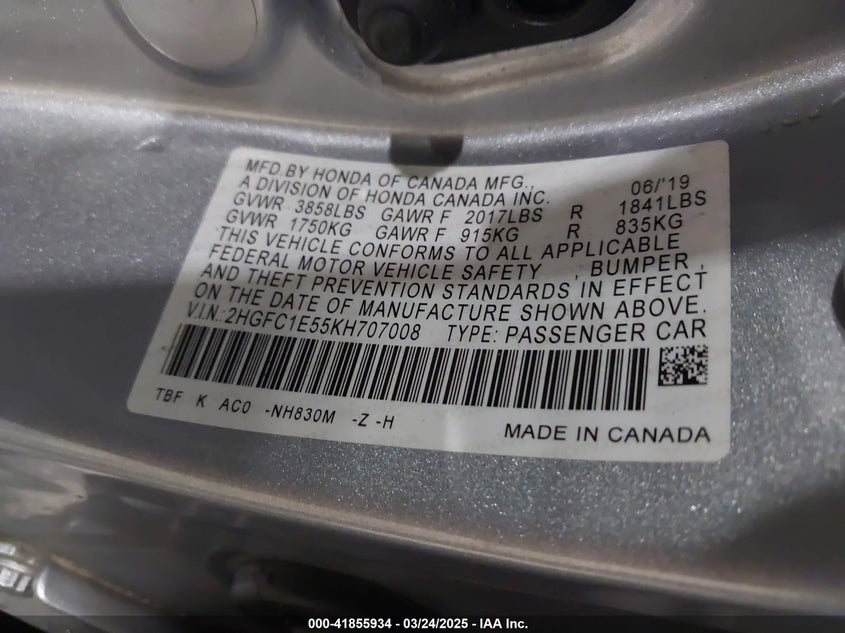 MFD.BY HONDA OF CANADA MFG., 06/'19
A DIVISION OF HONDA CANADA INC.
GVWR 3858LBS GAWR F 2017LBS R 1841LBS
GVWR 1750KG GAWR F 915KG R 835KG
THIS VEHICLE CONFORMS TO ALL APPLICABLE
FEDERAL MOTOR VEHICLE SAFETY , BUMPER ,
AND THEFT PREVENTION STANDARDS IN EFFECT
ON THE DATE OF MANUFACTURE SHOWN ABOVE.
V.I.N.:2HGFC1E55KH707008 TYPE: PASSENGER CAR
TBF K AC0 -NH830M -Z -H
MADE IN CANADA
000-41855934 - 03/24/2025 - IAA Inc.